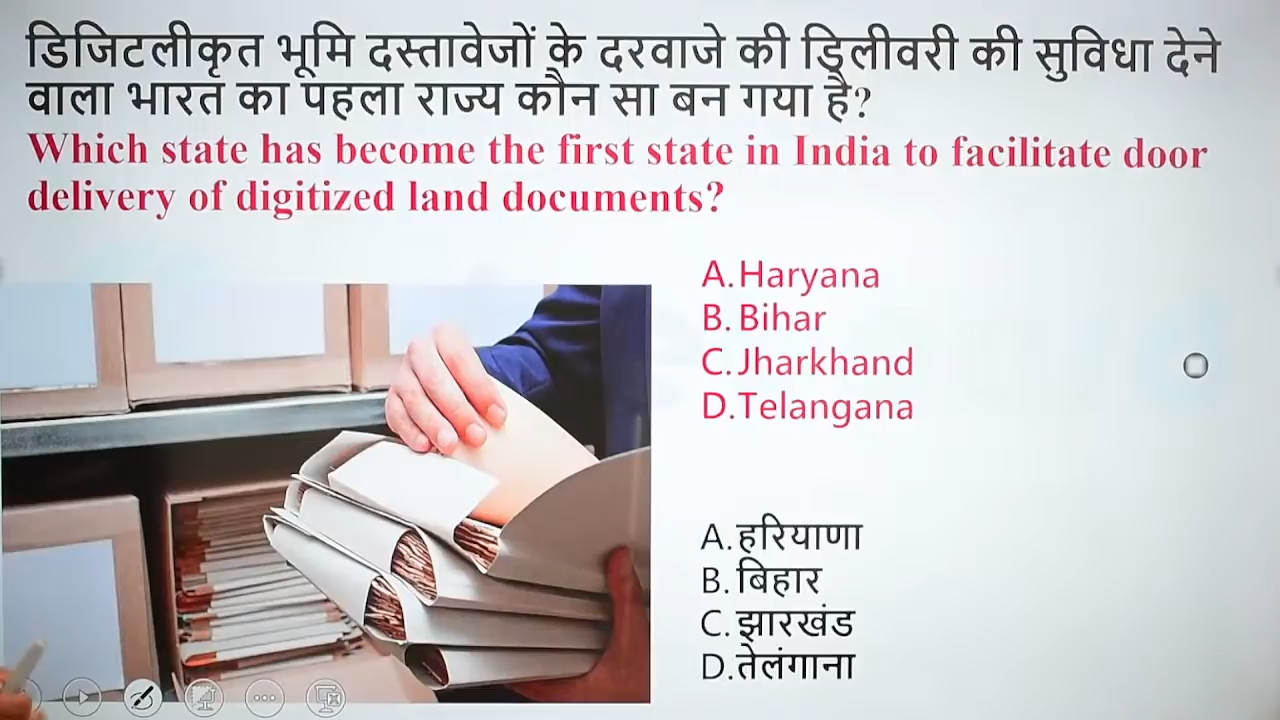 डिजिटलीकृत भूमि दस्तावेजों के दरवाजे की डिलीवरी की सुविधा देने
वाला भारत का पहला राज्य कौन सा बन गया है?
Which state has become the first state in India to facilitate door
delivery of digitized land documents?
A.Haryana
B.Bihar
C.Jharkhand
D.Telangana
A.हरियाणा
B.बिहार
C.झारखंड
D.तेलंगाना